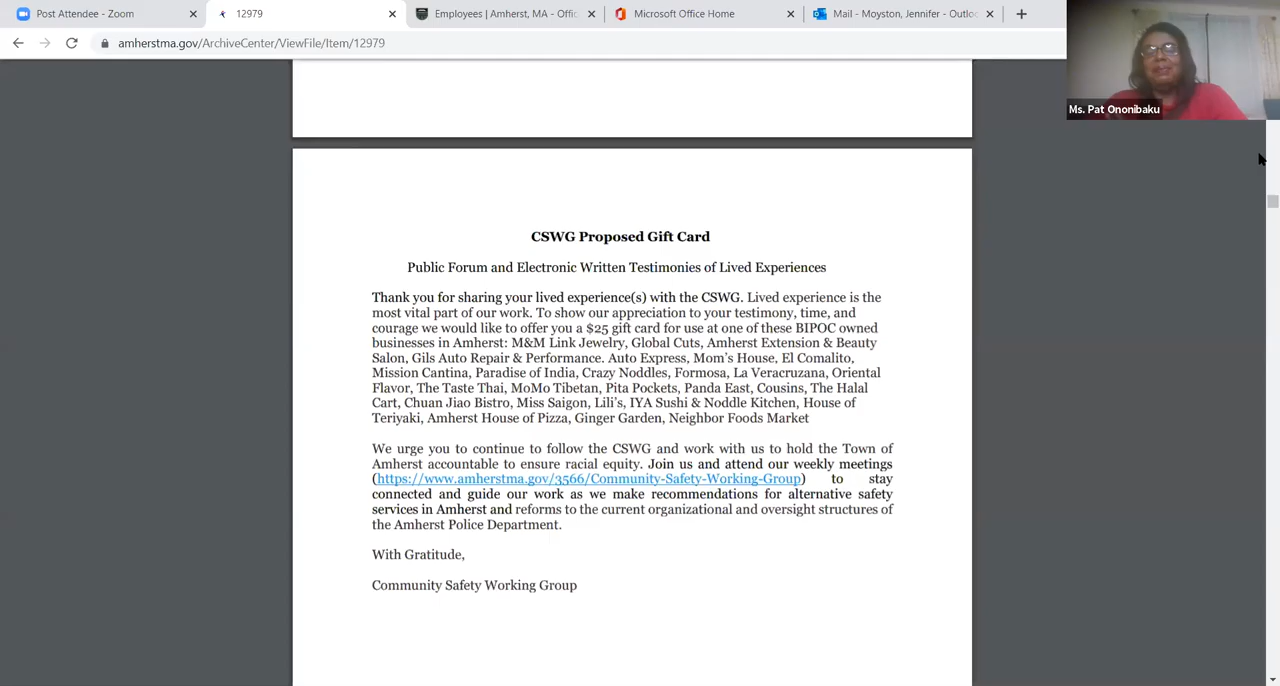 Post Attendee - Zoom
12979
Employees | Amherst, MA - Offic
Microsoft Office Home
Mail - Moyston, Jennifer - Outloo
amherstma.gov/ArchiveCenter/ViewFile/Item/12979
Ms. Pat Ononibaku
CSWG Proposed Gift Card
Public Forum and Electronic Written Testimonies of Lived Experiences
Thank you for sharing your lived experience(s) with the CSWG. Lived experience is the
most vital part of our work. To show our appreciation to your testimony, time, and
courage we would like to offer you a $25 gift card for use at one of these BIPOC owned
businesses in Amherst: M&M Link Jewelry, Global Cuts, Amherst Extension & Beauty
Salon, Gils Auto Repair & Performance. Auto Express, Mom's House, El Comalito,
Mission Cantina, Paradise of India, Crazy Noddles, Formosa, La Veracruzana, Oriental
Flavor, The Taste Thai, MoMo Tibetan, Pita Pockets, Panda East, Cousins, The Halal
Cart, Chuan Jiao Bistro, Miss Saigon, Lili's, IYA Sushi & Noddle Kitchen, House of
Teriyaki, Amherst House of Pizza, Ginger Garden, Neighbor Foods Market
We urge you to continue to follow the CSWG and work with us to hold the Town of
Amherst accountable to ensure racial equity. Join us and attend our weekly meetings
(https://www.amherstma.gov/3566/Community-Safety-Working-Group) to stay
connected and guide our work as we make recommendations for alternative safety
services in Amherst and reforms to the current organizational and oversight structures of
the Amherst Police Department.
With Gratitude,
Community Safety Working Group